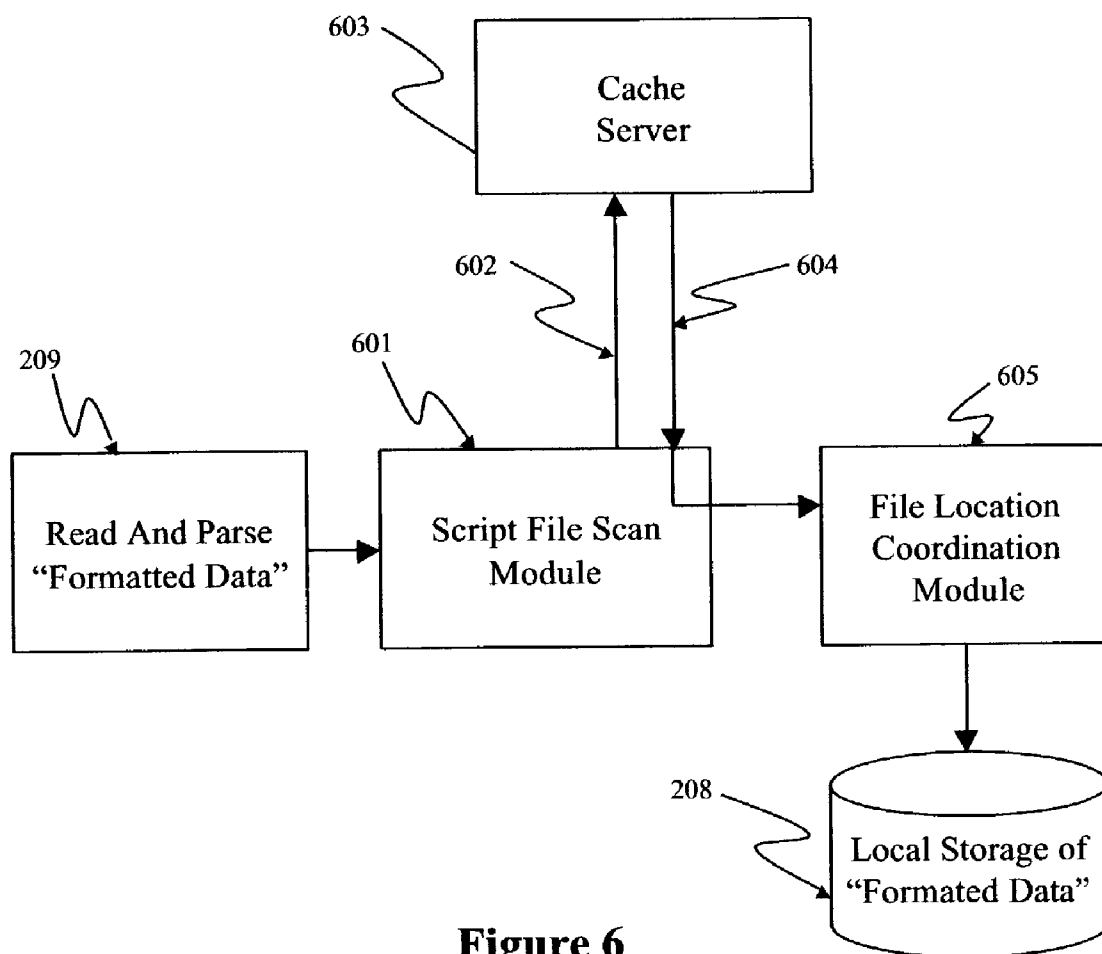 603
Cache
Server
602
604
209
601
605
Read And Parse
“Formatted Data”
Script File Scan
Module
File Location
Coordination
Module
208
Local Storage of
“Formated Data”
Figure 6